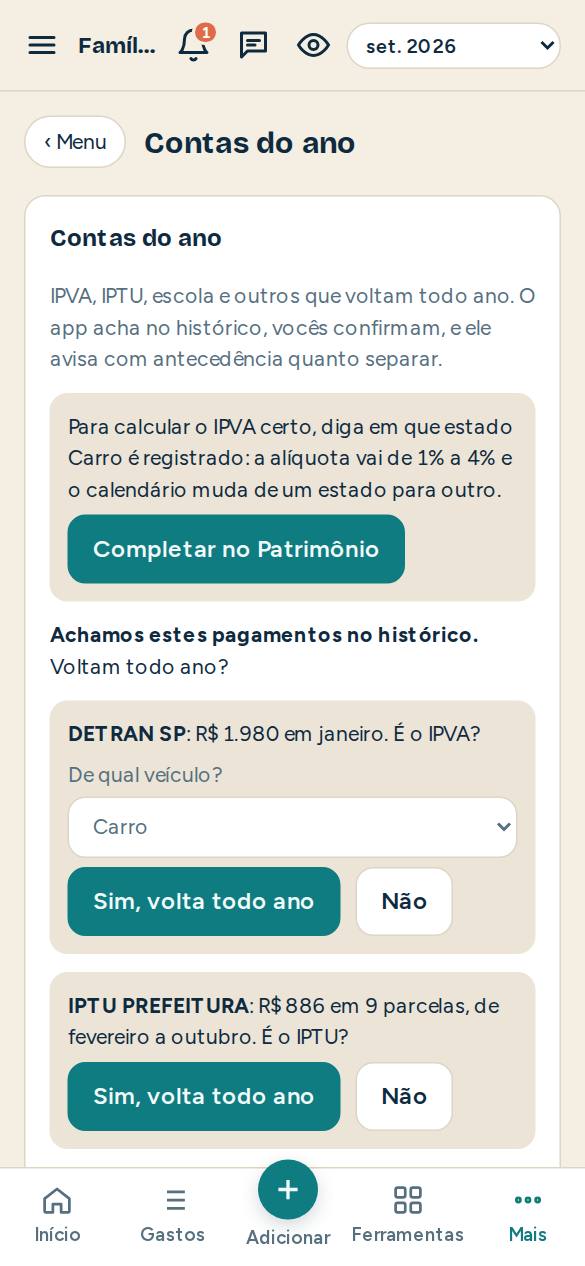 Famíl...
1
set. 2026
‹ Menu
Contas do ano
Contas do ano
IPVA, IPTU, escola e outros que voltam todo ano. O
app acha no histórico, vocês confirmam, e ele
avisa com antecedência quanto separar.
Para calcular o IPVA certo, diga em que estado
Carro é registrado: a alíquota vai de 1% a 4% e
o calendário muda de um estado para outro.
Completar no Patrimônio
Achamos estes pagamentos no histórico.
Voltam todo ano?
DETRAN SP: R$ 1.980 em janeiro. É o IPVA?
De qual veículo?
Carro
Sim, volta todo ano
Não
IPTU PREFEITURA: R$ 886 em 9 parcelas, de
fevereiro a outubro. É o IPTU?
Sim, volta todo ano
Não
Início
Gastos
Adicionar
Ferramentas
Mais